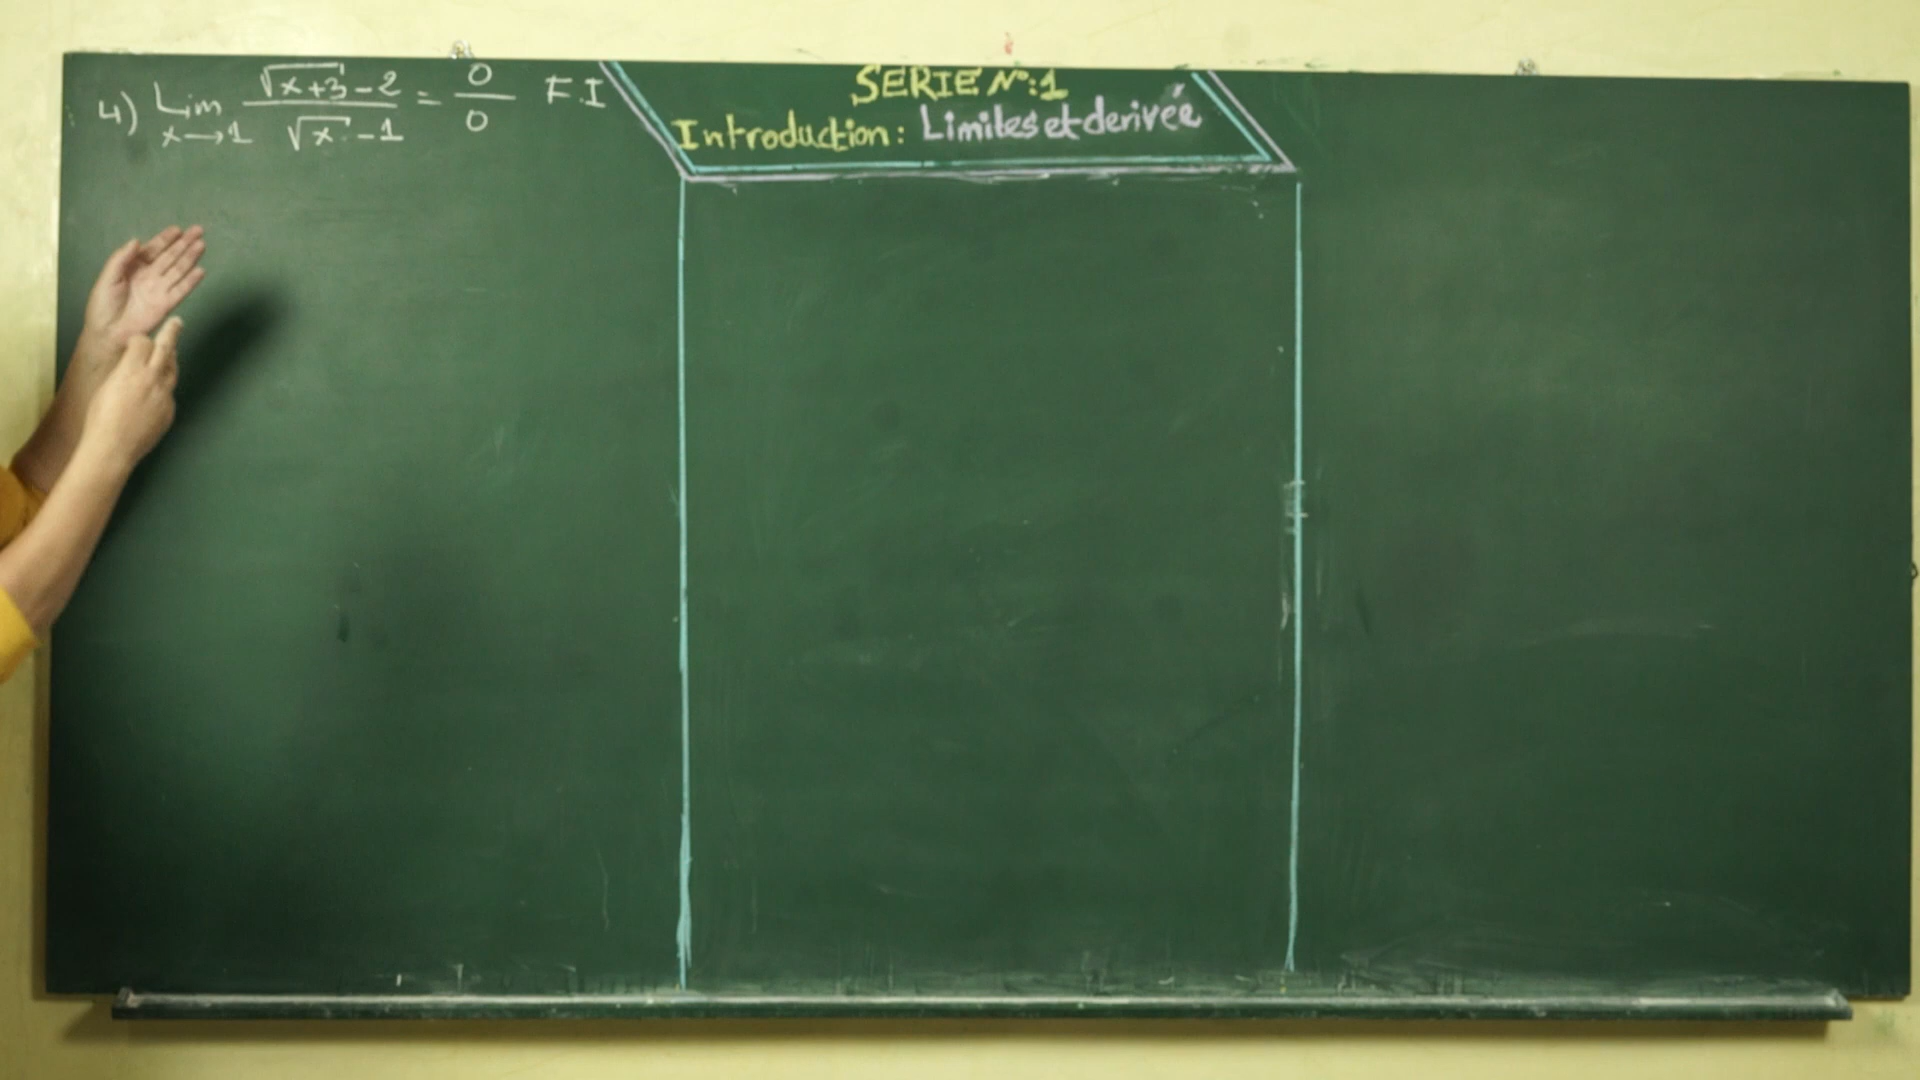 4) Lim x→1 (√x+3 - 2)/(√x - 1) = 0/0 F.I
SERIE N°:1
Introduction: Limites et derivée